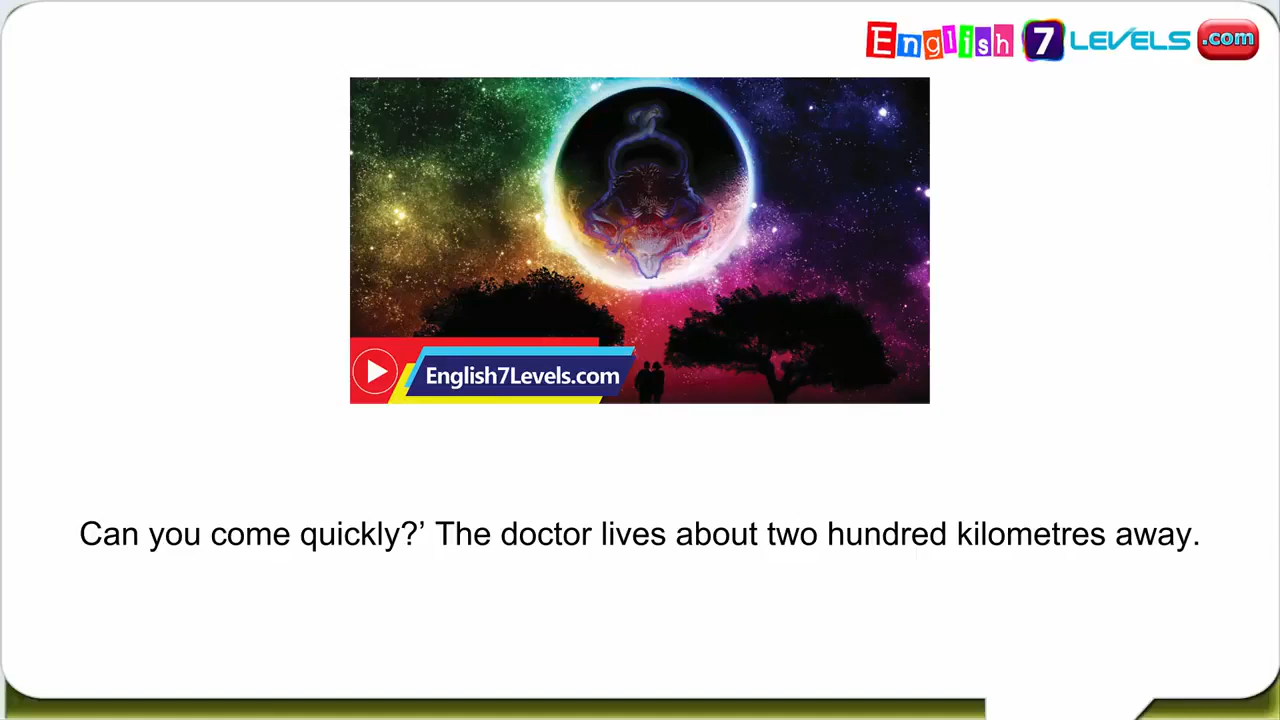 English 7 LEVELS .com
English7Levels.com
Can you come quickly?’ The doctor lives about two hundred kilometres away.